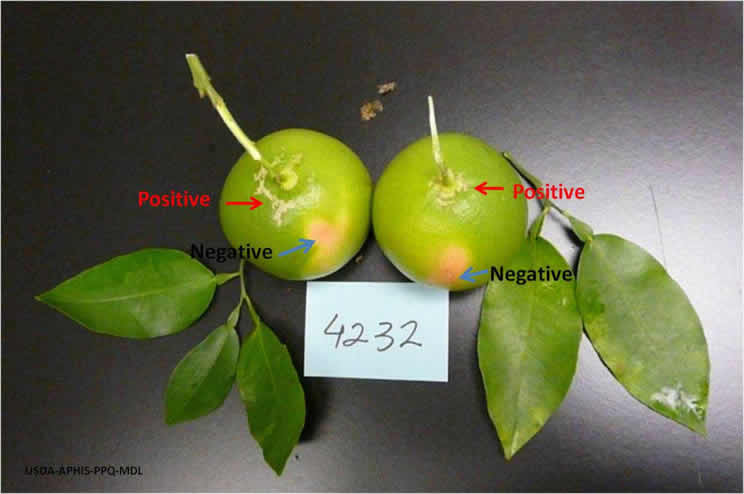 Positive
Positive
Negative
Negative
4232
USDA-APHIS-PPQ-MDL